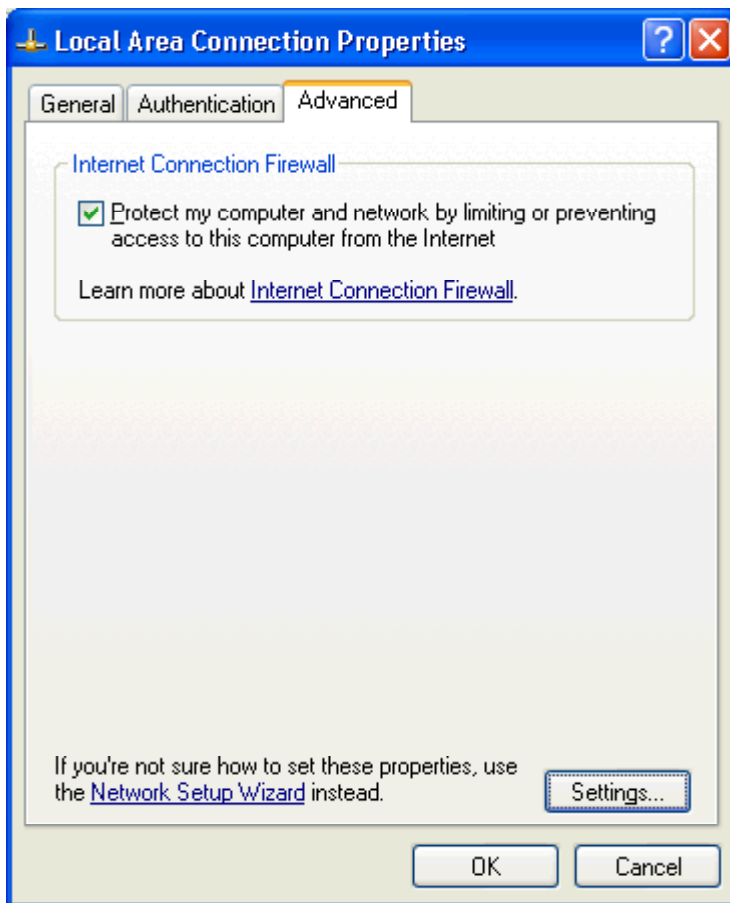 Local Area Connection Properties
General Authentication Advanced
Internet Connection Firewall
Protect my computer and network by limiting or preventing
access to this computer from the Internet
Learn more about Internet Connection Firewall.
If you're not sure how to set these properties, use
the Network Setup Wizard instead.
Settings...
OK Cancel